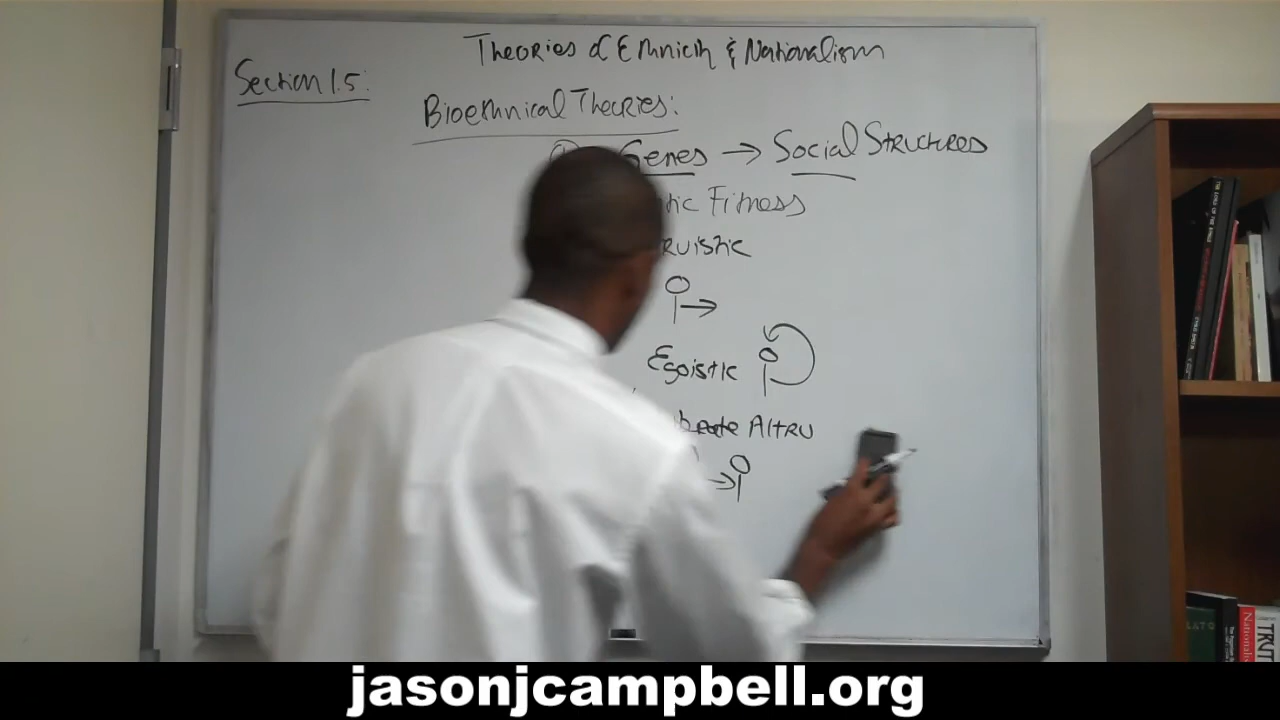 Theories of Ethnicity & Nationalism
Section 1.5:
Bioethnical Theories:
Genes → Social Structures
tic Fitness
ruistic
Egoistic
Altru
TRUT
jasonjcampbell.org